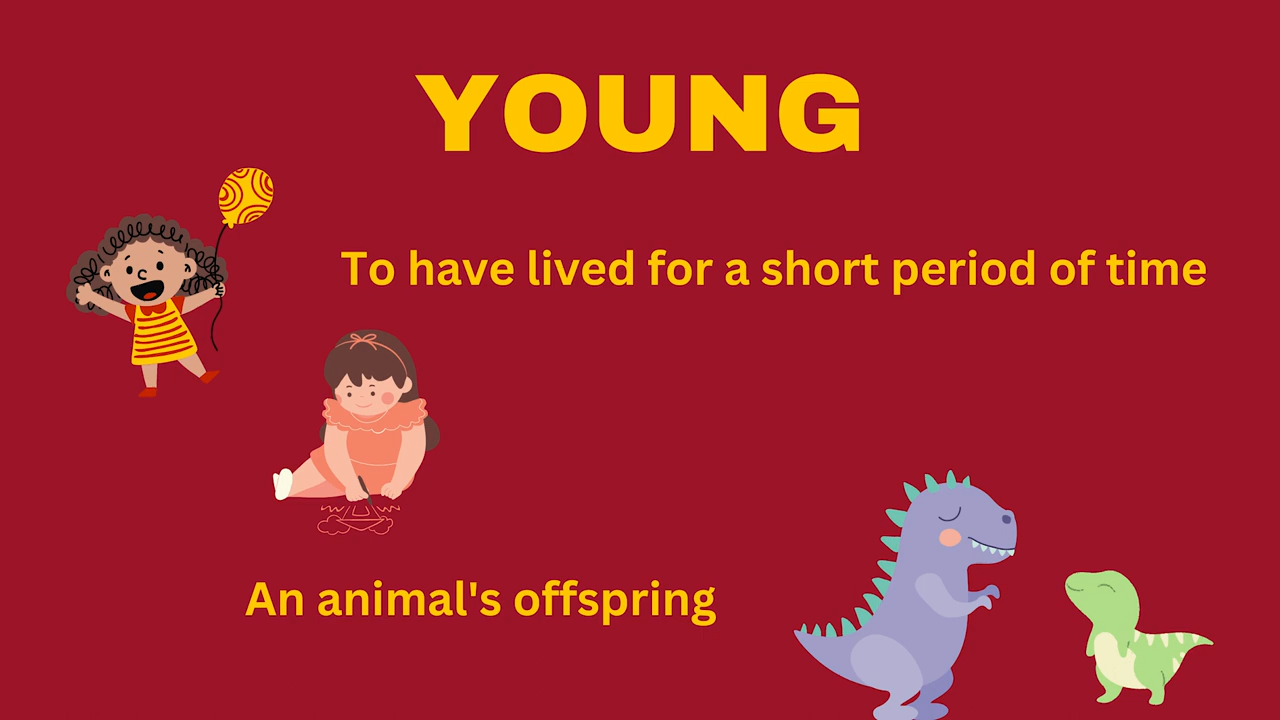 YOUNG
To have lived for a short period of time
An animal's offspring